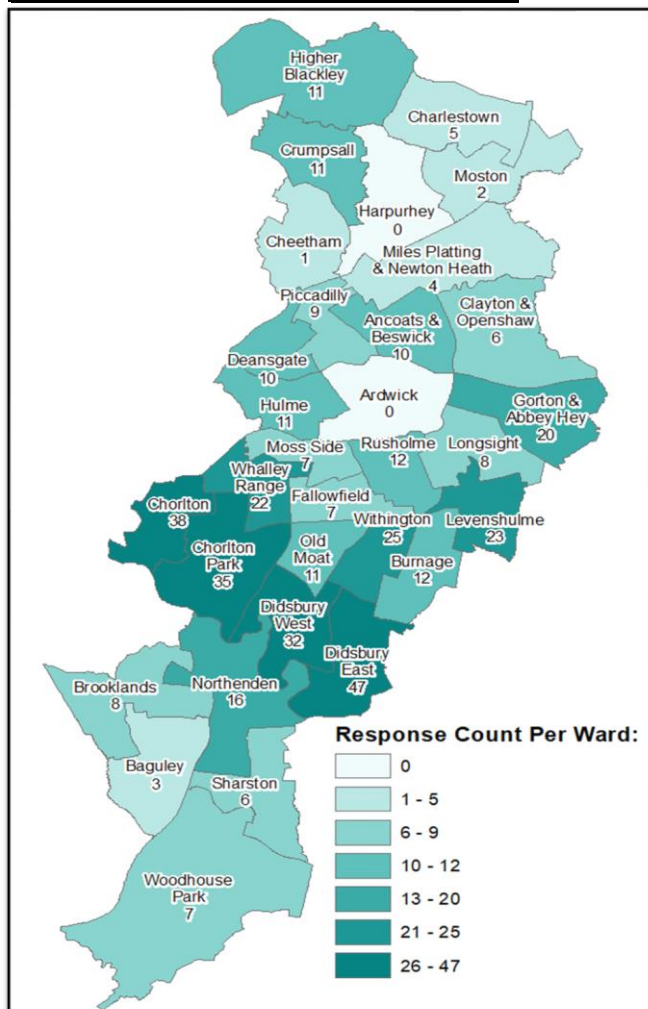 Higher
Blackley
11
Charlestown
5
Crumpsall
11
Moston
2
Harpurhey
0
Cheetham
1
Miles Platting
& Newton Heath
4
Piccadilly
9
Clayton &
Openshaw
6
Ancoats &
Beswick
10
Deansgate
10
Ardwick
0
Hulme
11
Gorton &
Abbey Hey
20
Moss Side
7
Rusholme
12
Longsight
8
Whalley
Range
22
Chorlton
38
Fallowfield
7
Withington
25
Levenshulme
23
Chorlton
Park
35
Old
Moat
11
Burnage
12
Didsbury
West
32
Didsbury
East
47
Brooklands
8
Northenden
16
Baguley
3
Sharston
6
Woodhouse
Park
7
Response Count Per Ward:
0
1 - 5
6 - 9
10 - 12
13 - 20
21 - 25
26 - 47